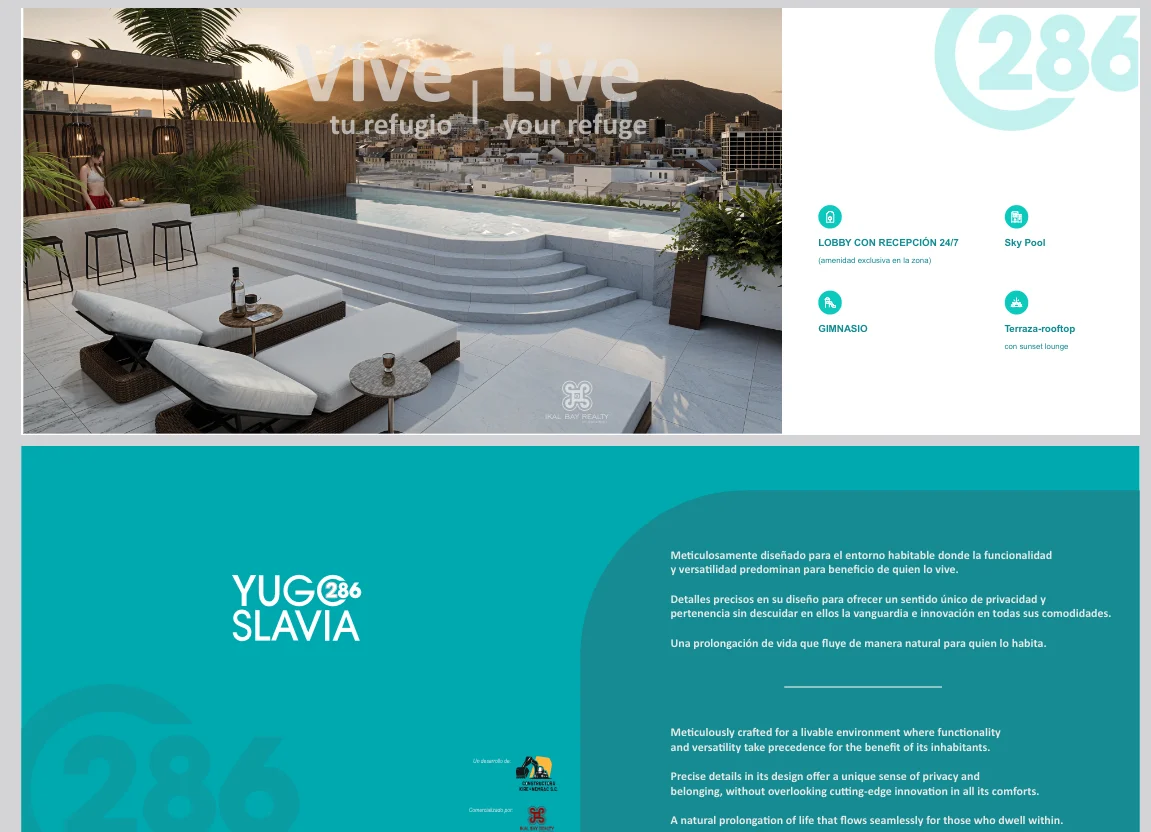 Vive | Live
tu refugio | your refuge
286
LOBBY CON RECEPCIÓN 24/7
(amenidad exclusiva en la zona)
Sky Pool
GIMNASIO
Terraza-rooftop
con sunset lounge
IKAL BAY REALTY
YUGO 286
SLAVIA
286
Meticulosamente diseñado para el entorno habitable donde la funcionalidad
y versatilidad predominan para beneficio de quien lo vive.
Detalles precisos en su diseño para ofrecer un sentido único de privacidad y
pertenencia sin descuidar en ellos la vanguardia e innovación en todas sus comodidades.
Una prolongación de vida que fluye de manera natural para quien lo habita.
Meticulously crafted for a livable environment where functionality
and versatility take precedence for the benefit of its inhabitants.
Precise details in its design offer a unique sense of privacy and
belonging, without overlooking cutting-edge innovation in all its comforts.
A natural prolongation of life that flows seamlessly for those who dwell within.
Un desarrollo de:
CONSTRUCTORA
Comercializado por:
IKAL BAY REALTY